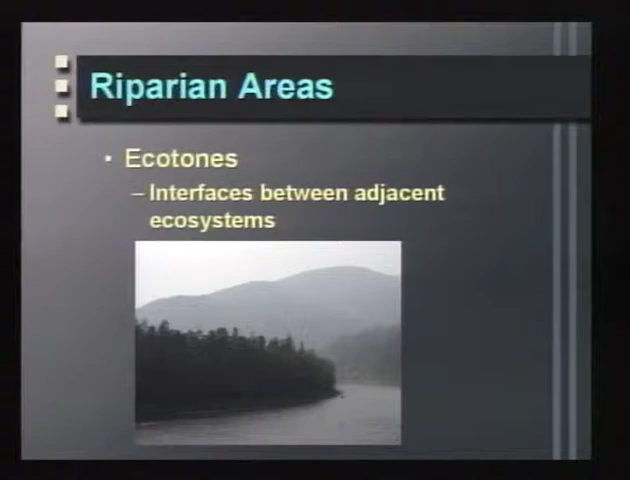 Riparian Areas
• Ecotones
– Interfaces between adjacent
ecosystems